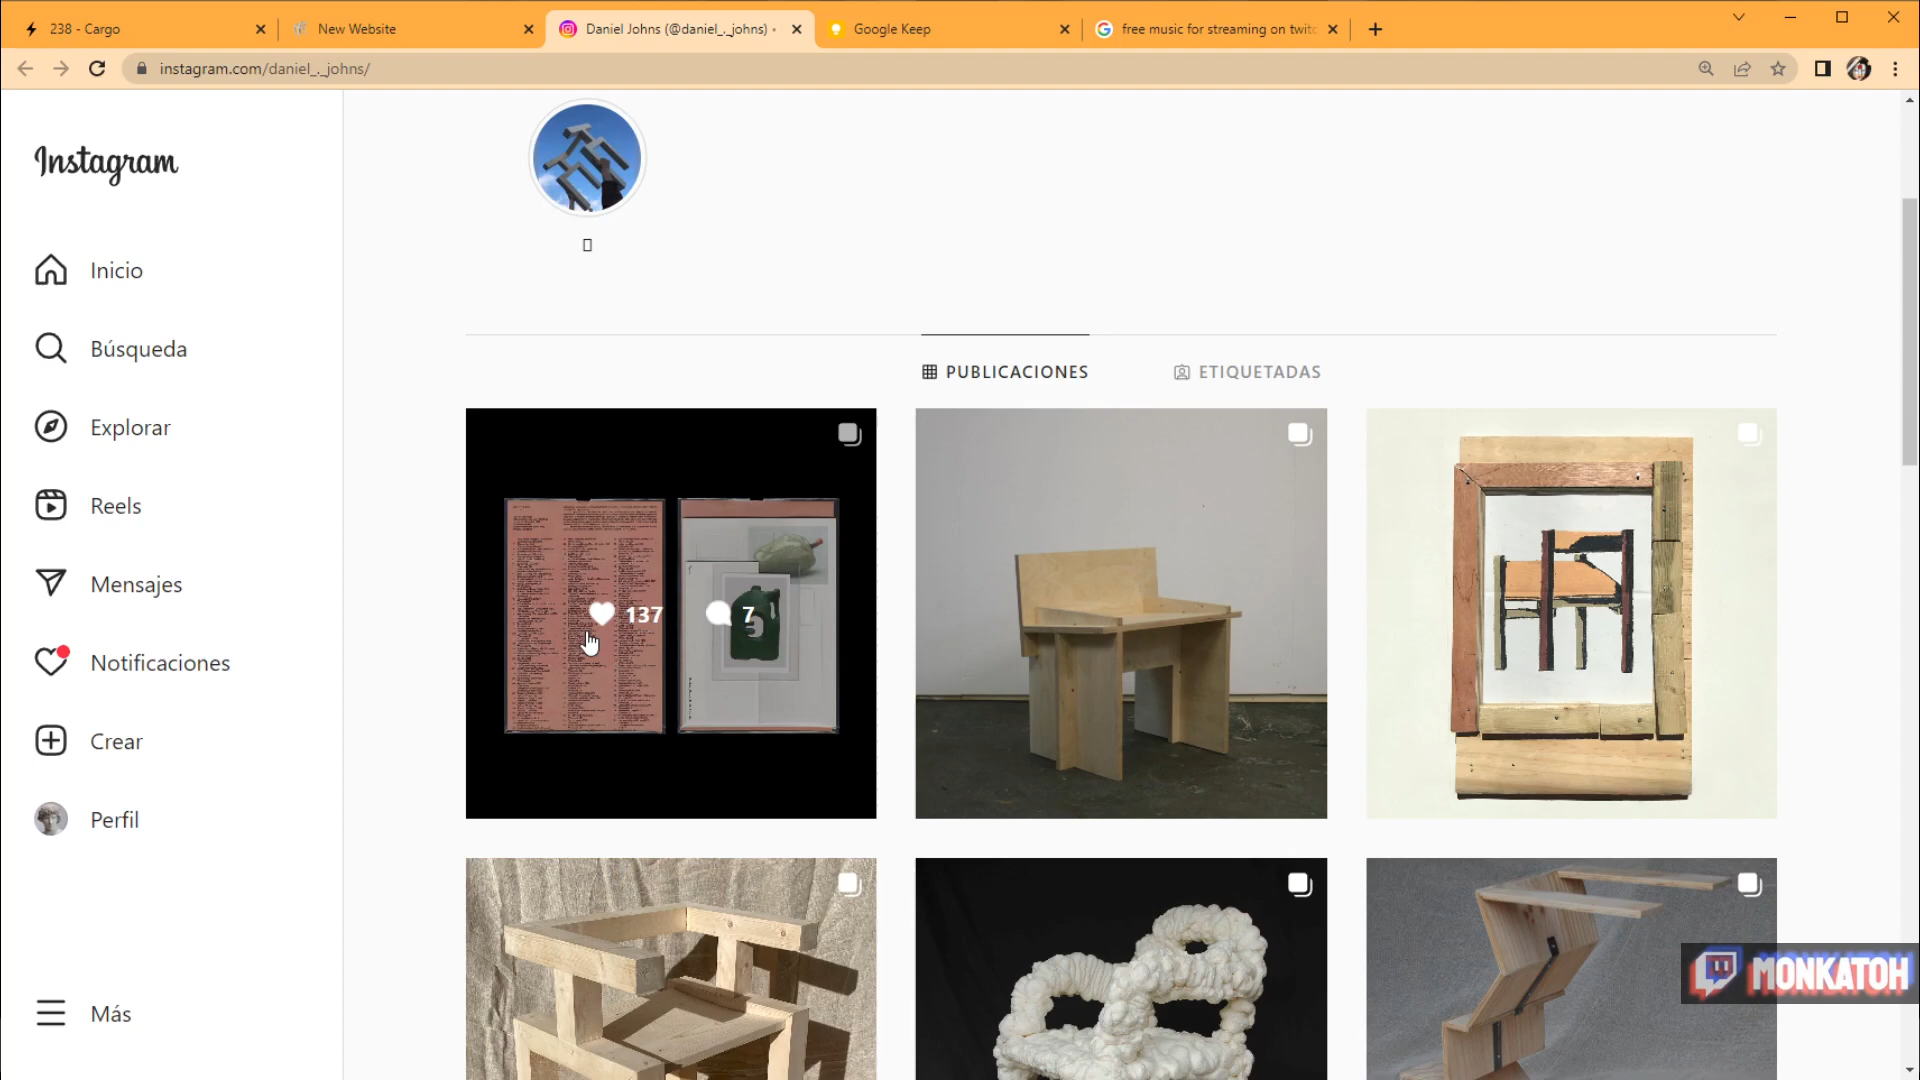 238 - Cargo
New Website
Daniel Johns (@daniel_._johns) •
Google Keep
free music for streaming on twitc
instagram.com/daniel_._johns/
Instagram
Inicio
Búsqueda
Explorar
Reels
Mensajes
Notificaciones
Crear
Perfil
Más
PUBLICACIONES
ETIQUETADAS
137
7
MONKATOH